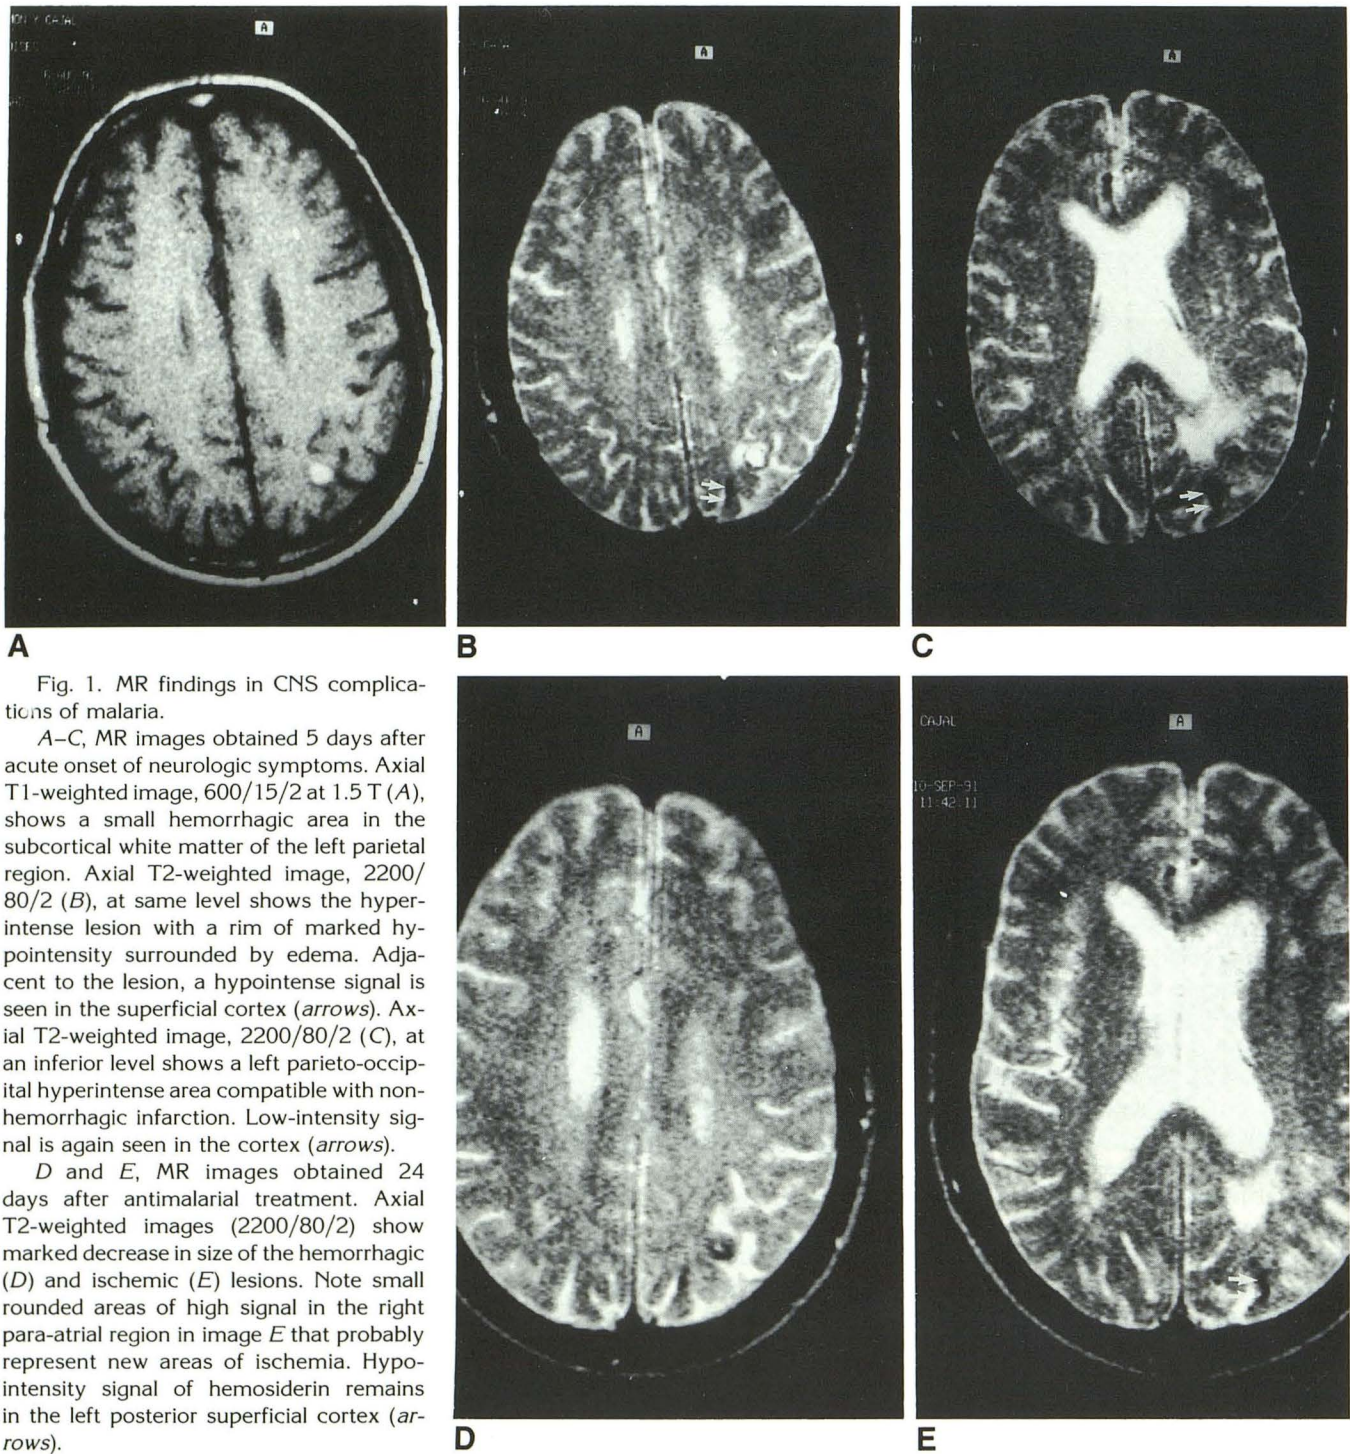 A
A
A
A
B
C
Fig. 1. MR findings in CNS complica-
tions of malaria.
A–C, MR images obtained 5 days after
acute onset of neurologic symptoms. Axial
T1-weighted image, 600/15/2 at 1.5 T (A),
shows a small hemorrhagic area in the
subcortical white matter of the left parietal
region. Axial T2-weighted image, 2200/
80/2 (B), at same level shows the hyper-
intense lesion with a rim of marked hy-
pointensity surrounded by edema. Adja-
cent to the lesion, a hypointense signal is
seen in the superficial cortex (arrows). Ax-
ial T2-weighted image, 2200/80/2 (C), at
an inferior level shows a left parieto-occip-
ital hyperintense area compatible with non-
hemorrhagic infarction. Low-intensity sig-
nal is again seen in the cortex (arrows).
D and E, MR images obtained 24
days after antimalarial treatment. Axial
T2-weighted images (2200/80/2) show
marked decrease in size of the hemorrhagic
(D) and ischemic (E) lesions. Note small
rounded areas of high signal in the right
para-atrial region in image E that probably
represent new areas of ischemia. Hypo-
intensity signal of hemosiderin remains
in the left posterior superficial cortex (ar-
rows).
A
CAJAL
A
10-SEP-91
11:42:11
D
E